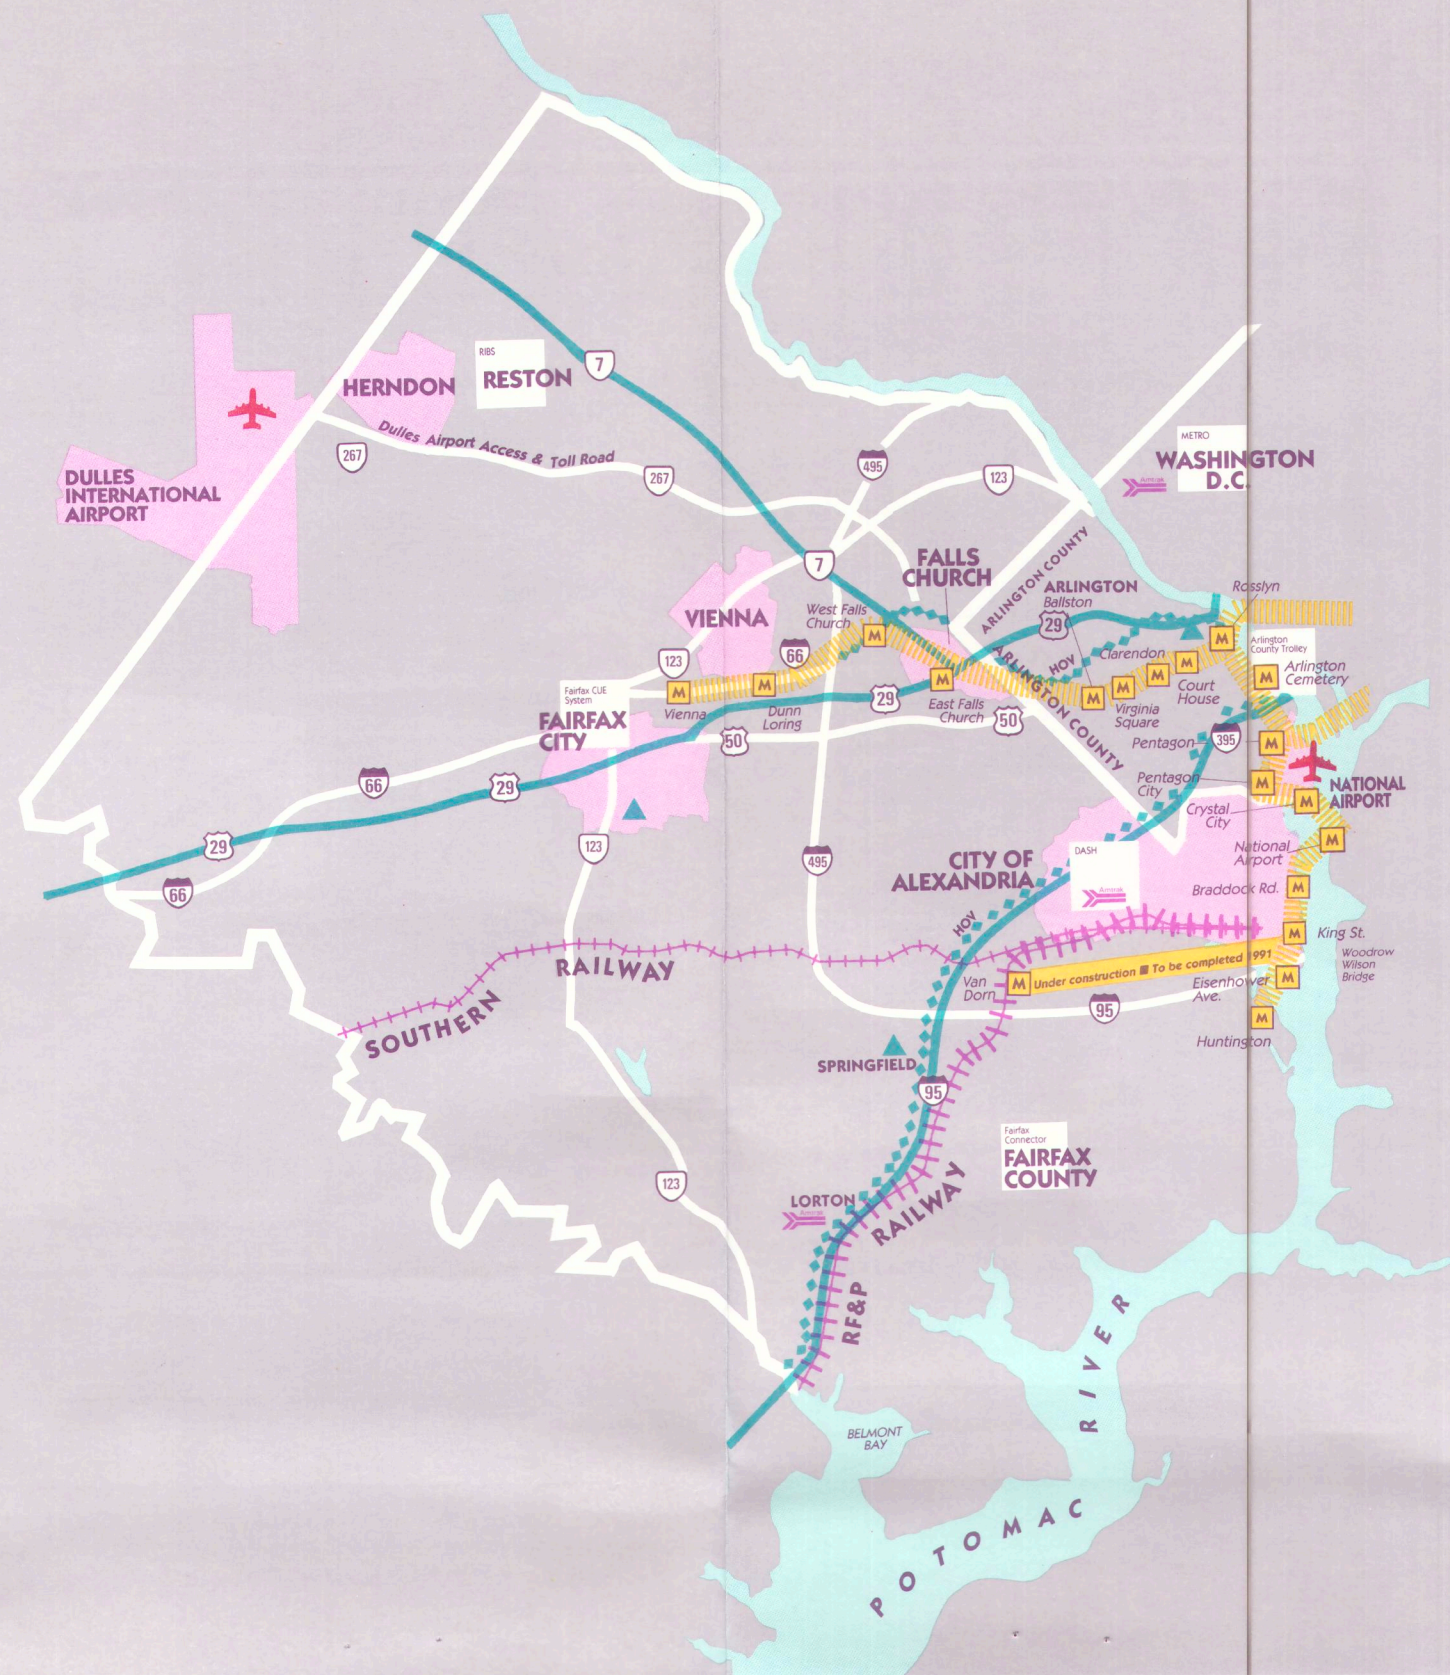 7
RIBS
RESTON
HERNDON
Dulles Airport Access & Toll Road
267
267
DULLES
INTERNATIONAL
AIRPORT
495
123
METRO
WASHINGTON
D.C.
Amtrak
7
FALLS
CHURCH
ARLINGTON COUNTY
ARLINGTON
Ballston
29
Rosslyn
VIENNA
West Falls
Church
M
M
Arlington
County Trolley
Arlington
Cemetery
M
66
123
HOV
Clarendon
M
M
Court
House
ARLINGTON COUNTY
Fairfax CUE
System
FAIRFAX
CITY
M
Vienna
M
Dunn
Loring
29
M
East Falls
Church
50
M
M
Virginia
Square
50
395
Pentagon
M
Pentagon
City
M
NATIONAL
AIRPORT
Crystal
City
M
66
29
29
66
123
495
National
Airport
M
CITY OF
ALEXANDRIA
DASH
Amtrak
Braddock Rd.
M
HOV
King St.
M
Woodrow
Wilson
Bridge
SOUTHERN
RAILWAY
Van
Dorn
M
Under construction ■ To be completed 1991
Eisenhower
Ave.
M
95
M
Huntington
SPRINGFIELD
95
Fairfax
Connector
FAIRFAX
COUNTY
123
LORTON
Amtrak
RF&P
RAILWAY
BELMONT
BAY
POTOMAC
RIVER